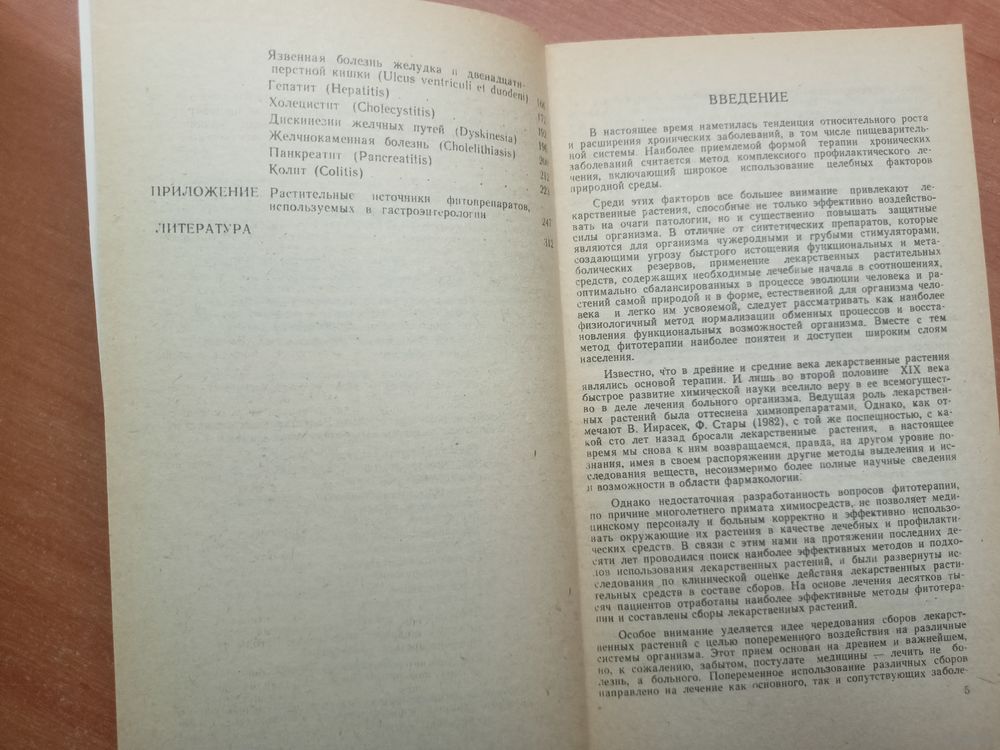 Язвенная болезнь желудка и двенадцати-
перстной кишки (Ulcus ventriculi et duodeni) 160
Гепатит (Hepatitis)
Холецистит (Cholecystitis)
Дискинезии желчных путей (Dyskinesia) 192
Желчнокаменная болезнь (Cholelithiasis)
Панкреатит (Pancreatitis)
Колит (Colitis)
ПРИЛОЖЕНИЕ Растительные источники фитопрепаратов,
используемых в гастроэнтерологии 247
ЛИТЕРАТУРА 312
ВВЕДЕНИЕ
В настоящее время наметилась тенденция относительного роста
и расширения хронических заболеваний, в том числе пищеваритель-
ной системы. Наиболее приемлемой формой терапии хронических
заболеваний считается метод комплексного профилактического ле-
чения, включающий широкое использование целебных факторов
природной среды.
Среди этих факторов все большее внимание привлекают ле-
карственные растения, способные не только эффективно воздейство-
вать на очаги патологии, но и существенно повышать защитные
силы организма. В отличие от синтетических препаратов, которые
являются для организма чужеродными и грубыми стимуляторами,
создающими угрозу быстрого истощения функциональных и мета-
болических резервов, применение лекарственных растительных
средств, содержащих необходимые лечебные начала в соотношениях,
оптимально сбалансированных в процессе эволюции человека и ра-
стений самой природой и в форме, естественной для организма чело-
века и легко им усвояемой, следует рассматривать как наиболее
физиологичный метод нормализации обменных процессов и восста-
новления функциональных возможностей организма. Вместе с тем
метод фитотерапии наиболее понятен и доступен широким слоям
населения.
Известно, что в древние и средние века лекарственные растения
являлись основой терапии. И лишь во второй половине XIX века
быстрое развитие химической науки вселило веру в ее всемогущест-
во в деле лечения больного организма. Ведущая роль лекарствен-
ных растений была оттеснена химиопрепаратами. Однако, как от-
мечают В. Иирасек, Ф. Стары (1982), с той же поспешностью, с ка-
кой сто лет назад бросали лекарственные растения, в настоящее
время мы снова к ним возвращаемся, правда, на другом уровне по-
знания, имея в своем распоряжении другие методы выделения и ис-
следования веществ, несоизмеримо более полные научные сведения
и возможности в области фармакологии.
Однако недостаточная разработанность вопросов фитотерапии,
по причине многолетнего примата химиосредств, не позволяет меди-
цинскому персоналу и больным корректно и эффективно использо-
вать окружающие их растения в качестве лечебных и профилакти-
ческих средств. В связи с этим нами на протяжении последних де-
сяти лет проводился поиск наиболее эффективных методов и подхо-
дов использования лекарственных растений, и были развернуты ис-
следования по клинической оценке действия лекарственных расти-
тельных средств в составе сборов. На основе лечения десятков ты-
сяч пациентов отработаны наиболее эффективные методы фитотера-
пии и составлены сборы лекарственных растений.
Особое внимание уделяется идее чередования сборов лекарст-
венных растений с целью попеременного воздействия на различные
системы организма. Этот прием основан на древнем и важнейшем,
но, к сожалению, забытом, постулате медицины — лечить не бо-
лезнь, а больного. Попеременное использование различных сборов
направлено на лечение как основного, так и сопутствующих заболе-
5